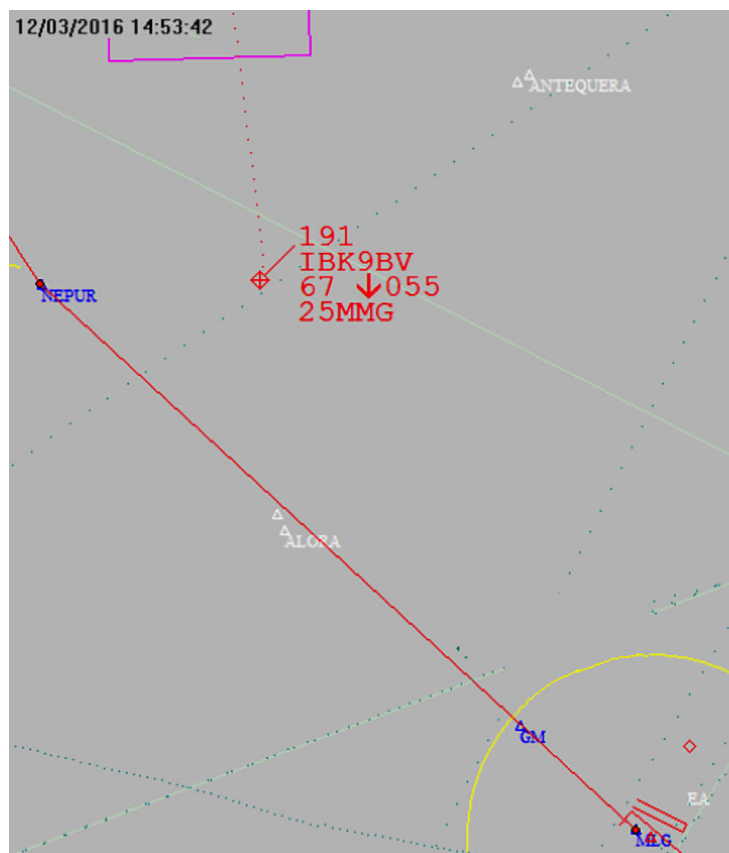 12/03/2016 14:53:42
ANTEQUERA
191
IBK9BV
67 ↓055
25MMG
NEPUR
ALORA
GM
EA
MLG